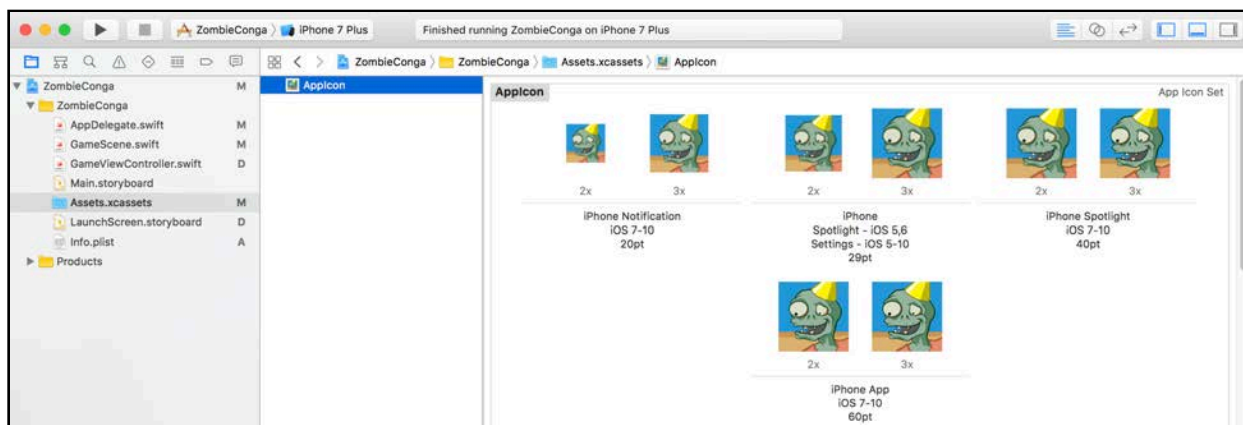 ZombieConga
iPhone 7 Plus
Finished running ZombieConga on iPhone 7 Plus
ZombieConga
ZombieConga
Assets.xcassets
AppIcon
ZombieConga M
ZombieConga
AppDelegate.swift M
GameScene.swift M
GameViewController.swift D
Main.storyboard
Assets.xcassets M
LaunchScreen.storyboard D
Info.plist A
Products
AppIcon
AppIcon
App Icon Set
2x 3x
iPhone Notification
iOS 7-10
20pt
2x 3x
iPhone
Spotlight - iOS 5,6
Settings - iOS 5-10
29pt
2x 3x
iPhone Spotlight
iOS 7-10
40pt
2x 3x
iPhone App
iOS 7-10
60pt